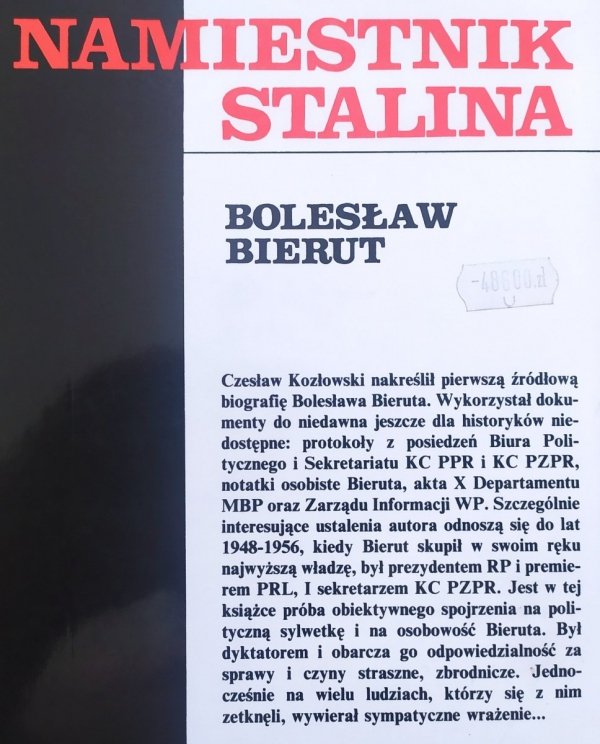 NAMIESTNIK
STALINA
BOLESŁAW
BIERUT
Czesław Kozłowski nakreślił pierwszą źródłową
biografię Bolesława Bieruta. Wykorzystał doku-
menty do niedawna jeszcze dla historyków nie-
dostępne: protokoły z posiedzeń Biura Poli-
tycznego i Sekretariatu KC PPR i KC PZPR,
notatki osobiste Bieruta, akta X Departamentu
MBP oraz Zarządu Informacji WP. Szczególnie
interesujące ustalenia autora odnoszą się do lat
1948-1956, kiedy Bierut skupił w swoim ręku
najwyższą władzę, był prezydentem RP i premie-
rem PRL, I sekretarzem KC PZPR. Jest w tej
książce próba obiektywnego spojrzenia na poli-
tyczną sylwetkę i na osobowość Bieruta. Był
dyktatorem i obarcza go odpowiedzialność za
sprawy i czyny straszne, zbrodnicze. Jedno-
cześnie na wielu ludziach, którzy się z nim
zetknęli, wywierał sympatyczne wrażenie...